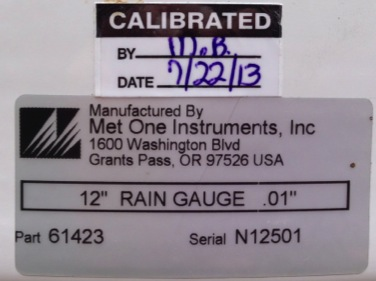 CALIBRATED
BY M.B.
DATE 7/22/13
Manufactured By
Met One Instruments, Inc
1600 Washington Blvd
Grants Pass, OR 97526 USA
12" RAIN GAUGE .01"
Part 61423 Serial N12501